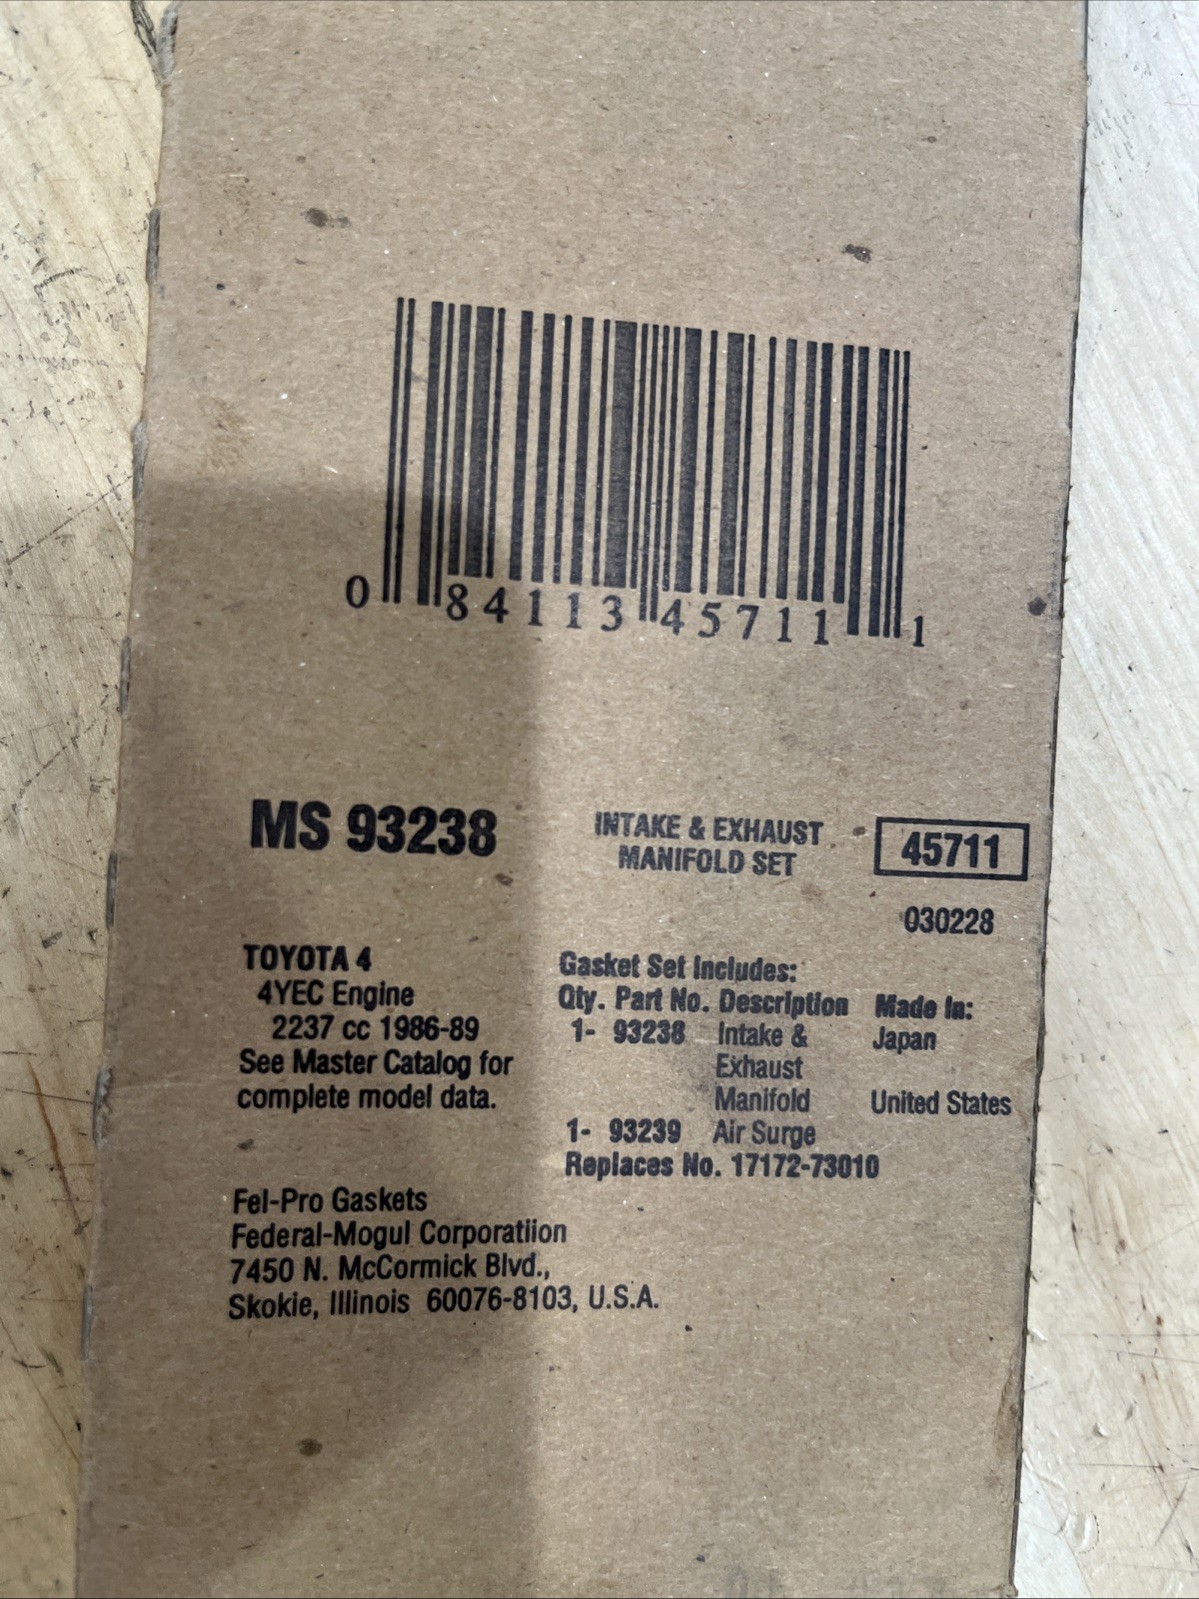 0 84113 45711 1
MS 93238
INTAKE & EXHAUST
MANIFOLD SET
45711
030228
TOYOTA 4
4YEC Engine
2237 cc 1986-89
See Master Catalog for
complete model data.
Gasket Set Includes:
Qty. Part No. Description Made In:
1- 93238 Intake & Japan
Exhaust
Manifold United States
1- 93239 Air Surge
Replaces No. 17172-73010
Fel-Pro Gaskets
Federal-Mogul Corporatiion
7450 N. McCormick Blvd.,
Skokie, Illinois 60076-8103, U.S.A.